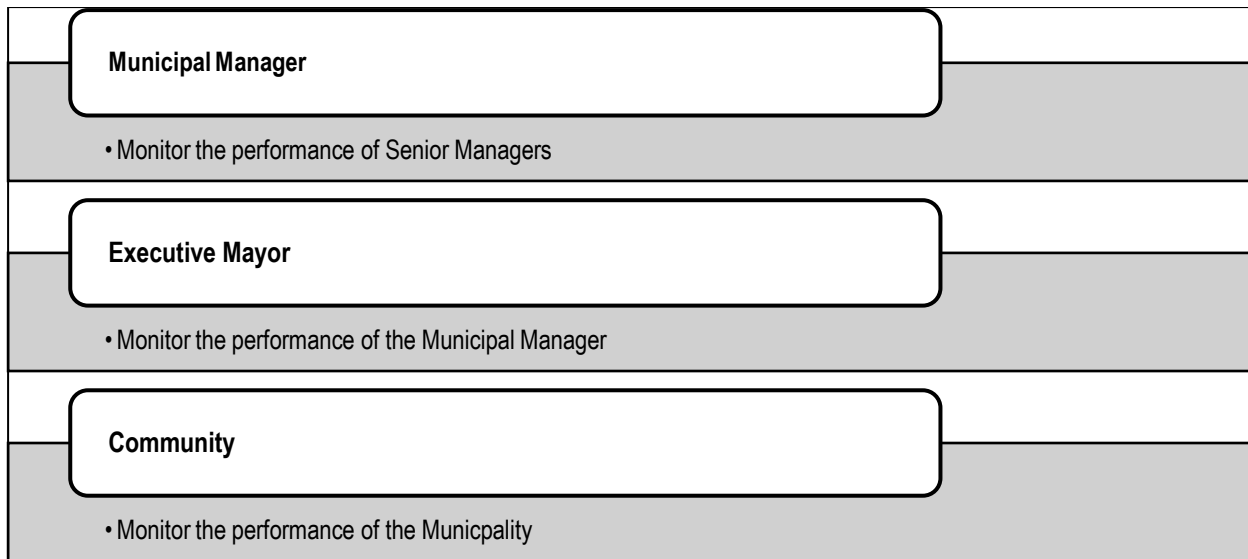 Municipal Manager
• Monitor the performance of Senior Managers
Executive Mayor
• Monitor the performance of the Municipal Manager
Community
• Monitor the performance of the Municpality